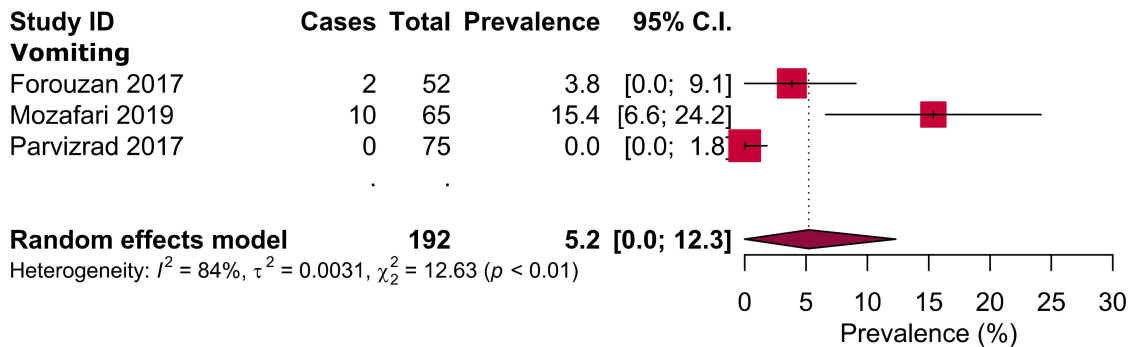 Study ID Cases Total Prevalence 95% C.I.
Vomiting
Forouzan 2017 2 52 3.8 [0.0; 9.1]
Mozafari 2019 10 65 15.4 [6.6; 24.2]
Parvizrad 2017 0 75 0.0 [0.0; 1.8]
. .
Random effects model 192 5.2 [0.0; 12.3]
Heterogeneity: I² = 84%, τ² = 0.0031, χ²₂ = 12.63 (p < 0.01)
0 5 10 15 20 25 30
Prevalence (%)